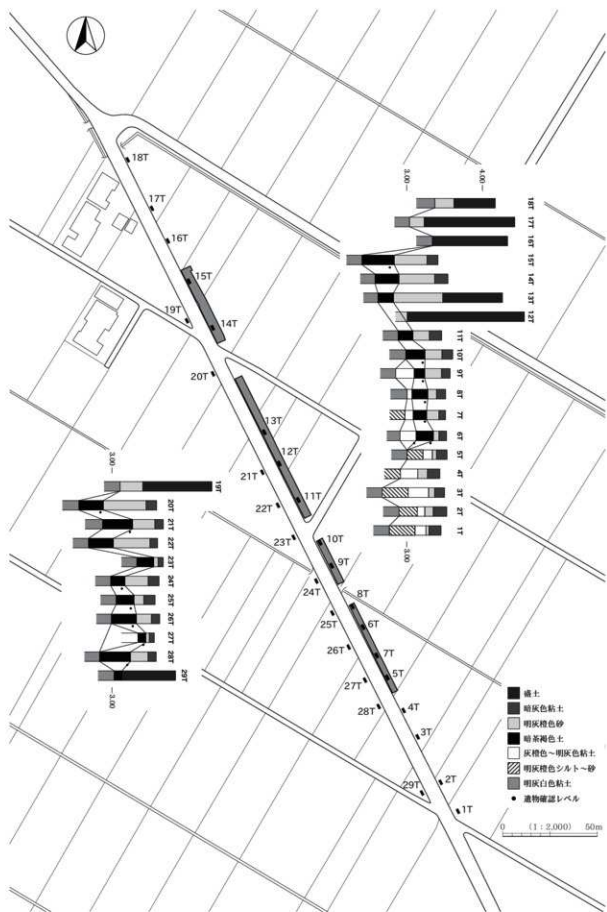 18T
17T
16T
15T
14T
19T
20T
13T
12T
11T
21T
22T
23T
10T
9T
24T
8T
25T
6T
26T
7T
27T
5T
28T
4T
3T
29T
2T
1T
3.00
4.00
18T
17T
16T
15T
14T
13T
12T
11T
10T
9T
8T
7T
6T
5T
4T
3T
2T
1T
3.00
3.00
19T
20T
21T
22T
23T
24T
25T
26T
27T
28T
29T
3.00
盛土
暗灰色粘土
明灰橙色砂
暗茶褐色土
灰橙色～明灰色粘土
明灰橙色シルト～砂
明灰白色粘土
遺物確認レベル
0 (1:2,000) 50m